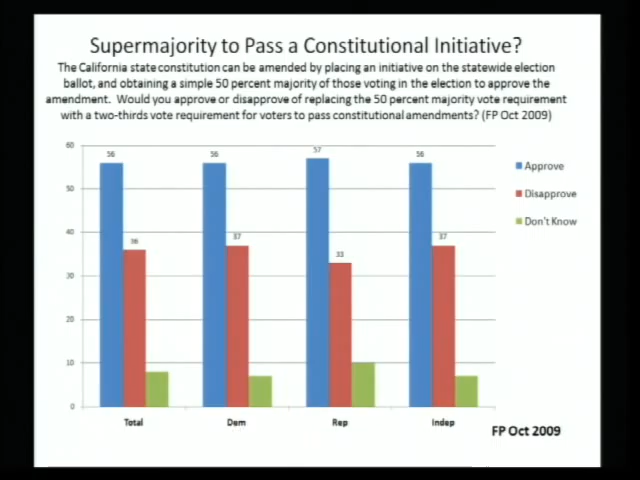 Supermajority to Pass a Constitutional Initiative?
The California state constitution can be amended by placing an initiative on the statewide election
ballot, and obtaining a simple 50 percent majority of those voting in the election to approve the
amendment. Would you approve or disapprove of replacing the 50 percent majority vote requirement
with a two-thirds vote requirement for voters to pass constitutional amendments? (FP Oct 2009)
60
50
40
30
20
10
0
56
36
56
37
57
33
56
37
Approve
Disapprove
Don't Know
Total
Dem
Rep
Indep
FP Oct 2009